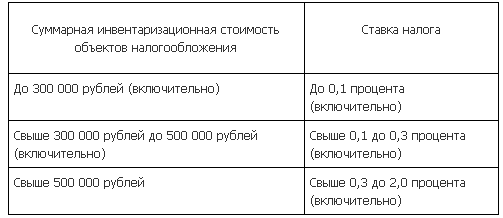 Суммарная инвентаризационная стоимость
объектов налогообложения
Ставка налога
До 300 000 рублей (включительно)
До 0,1 процента
(включительно)
Свыше 300 000 рублей до 500 000 рублей
(включительно)
Свыше 0,1 до 0,3 процента
(включительно)
Свыше 500 000 рублей
Свыше 0,3 до 2,0 процента
(включительно)